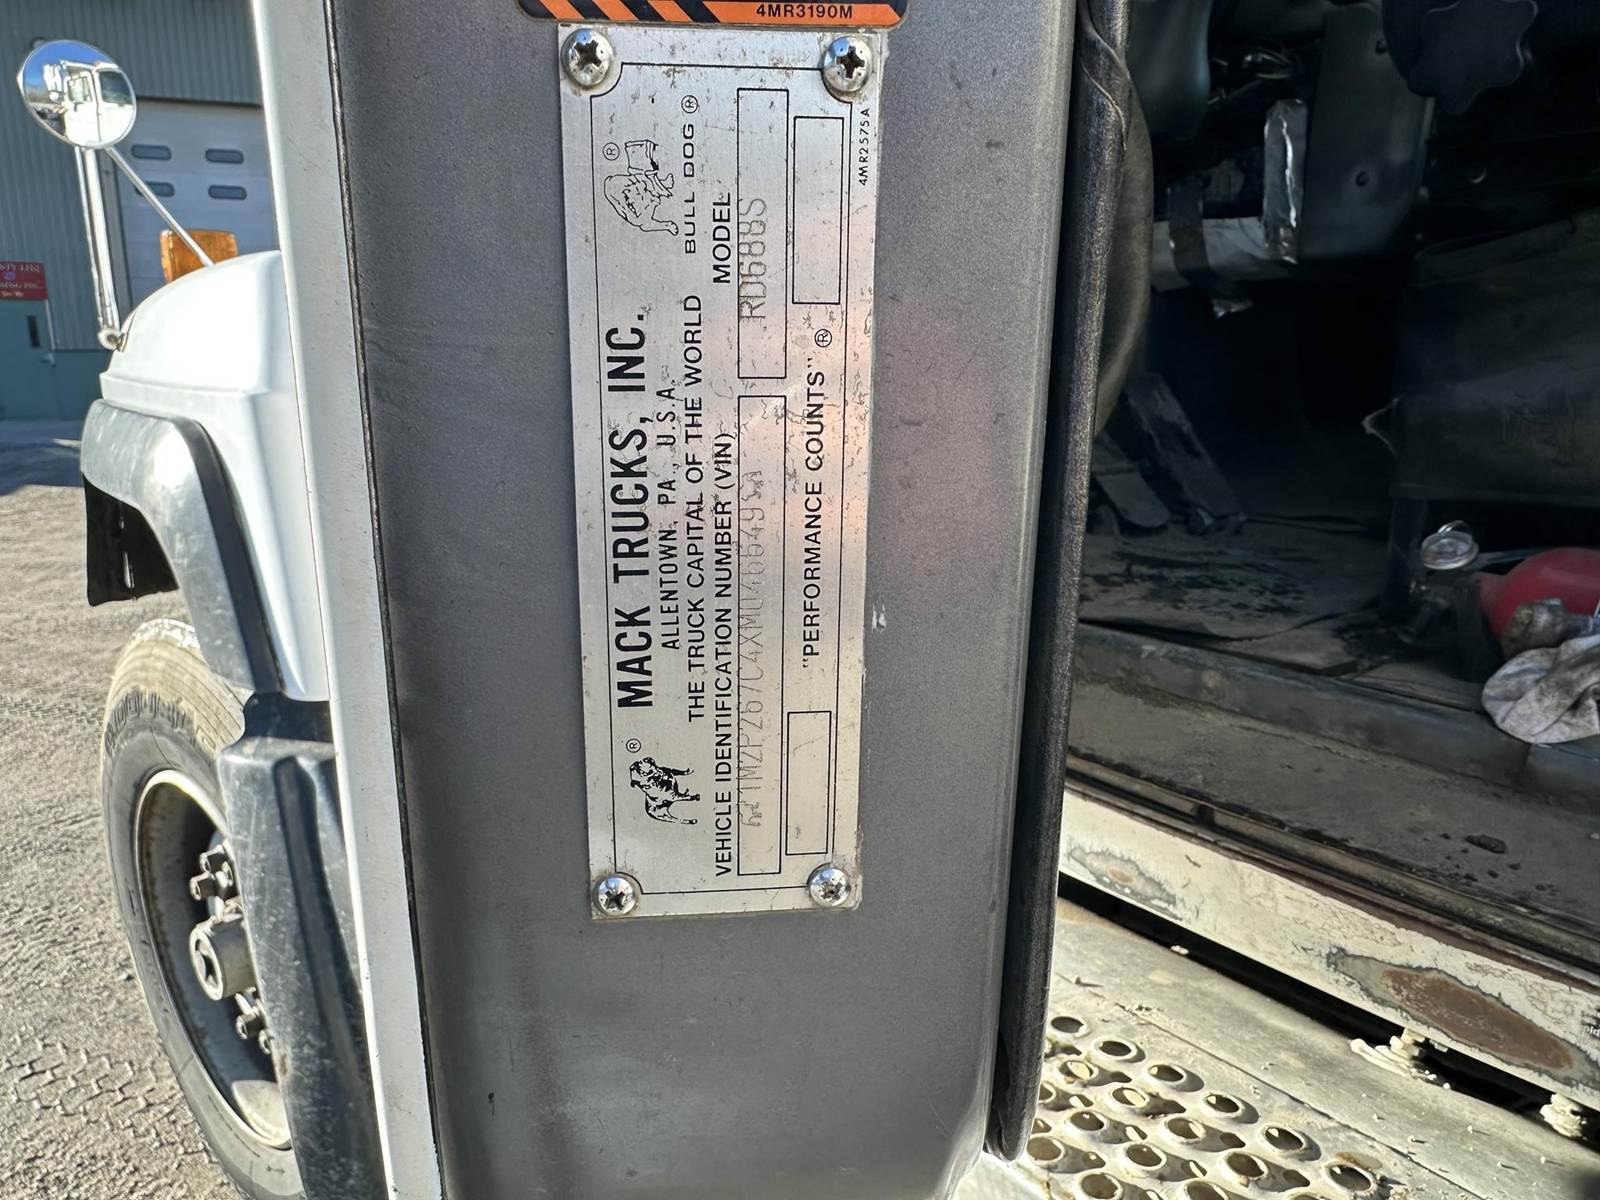 4MR3190M
MACK TRUCKS, INC.
ALLENTOWN, PA., U.S.A.
THE TRUCK CAPITAL OF THE WORLD
BULL DOG ®
®
®
VEHICLE IDENTIFICATION NUMBER (VIN)
1M2P267C4XM046649
MODEL
RD688S
"PERFORMANCE COUNTS" ®
4MR2575A